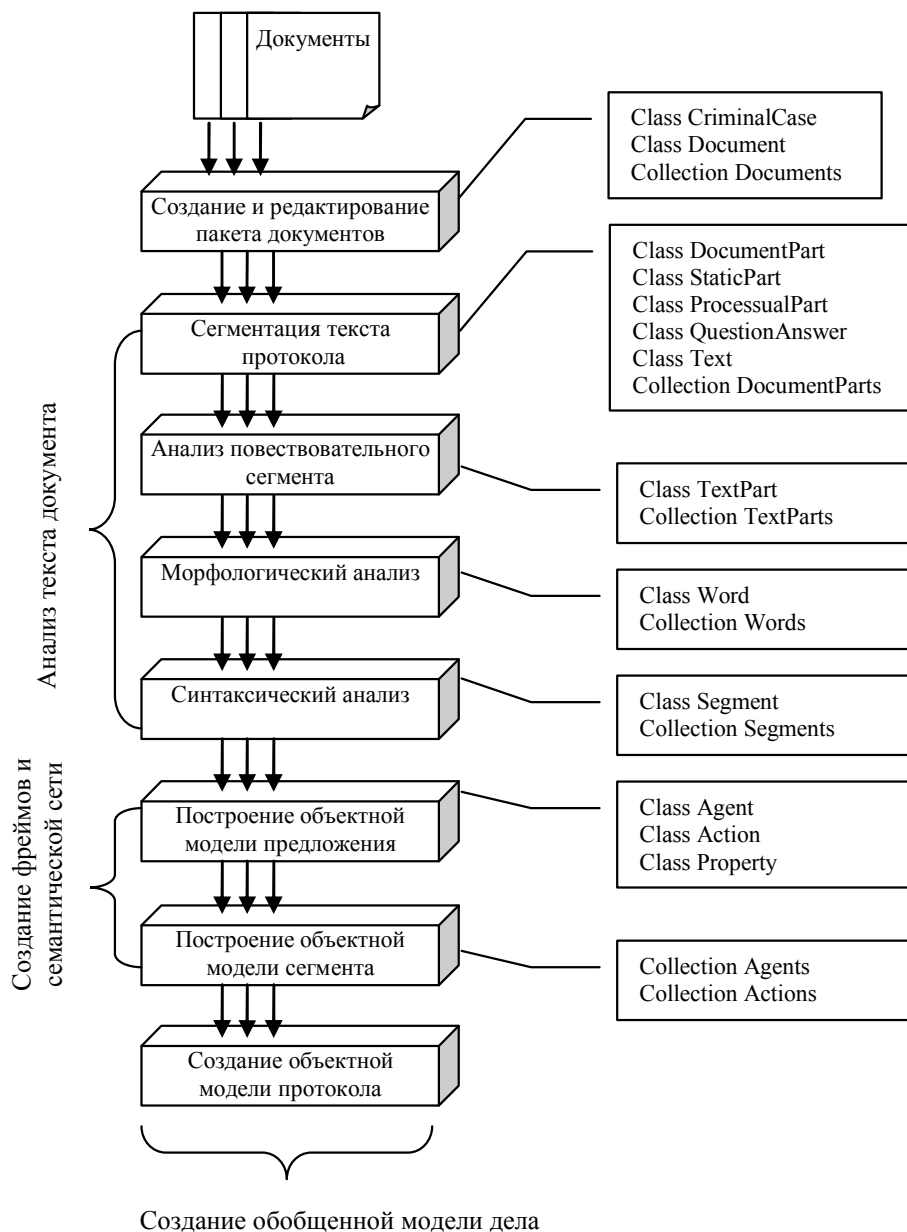 Документы
Class CriminalCase
Class Document
Collection Documents
Создание и редактирование
пакета документов
Class DocumentPart
Class StaticPart
Class ProcessualPart
Class QuestionAnswer
Class Text
Collection DocumentParts
Сегментация текста
протокола
Анализ текста документа
Анализ повествовательного
сегмента
Class TextPart
Collection TextParts
Морфологический анализ
Class Word
Collection Words
Синтаксический анализ
Class Segment
Collection Segments
Создание фреймов и
семантической сети
Построение объектной
модели предложения
Class Agent
Class Action
Class Property
Построение объектной
модели сегмента
Collection Agents
Collection Actions
Создание объектной
модели протокола
Создание обобщенной модели дела